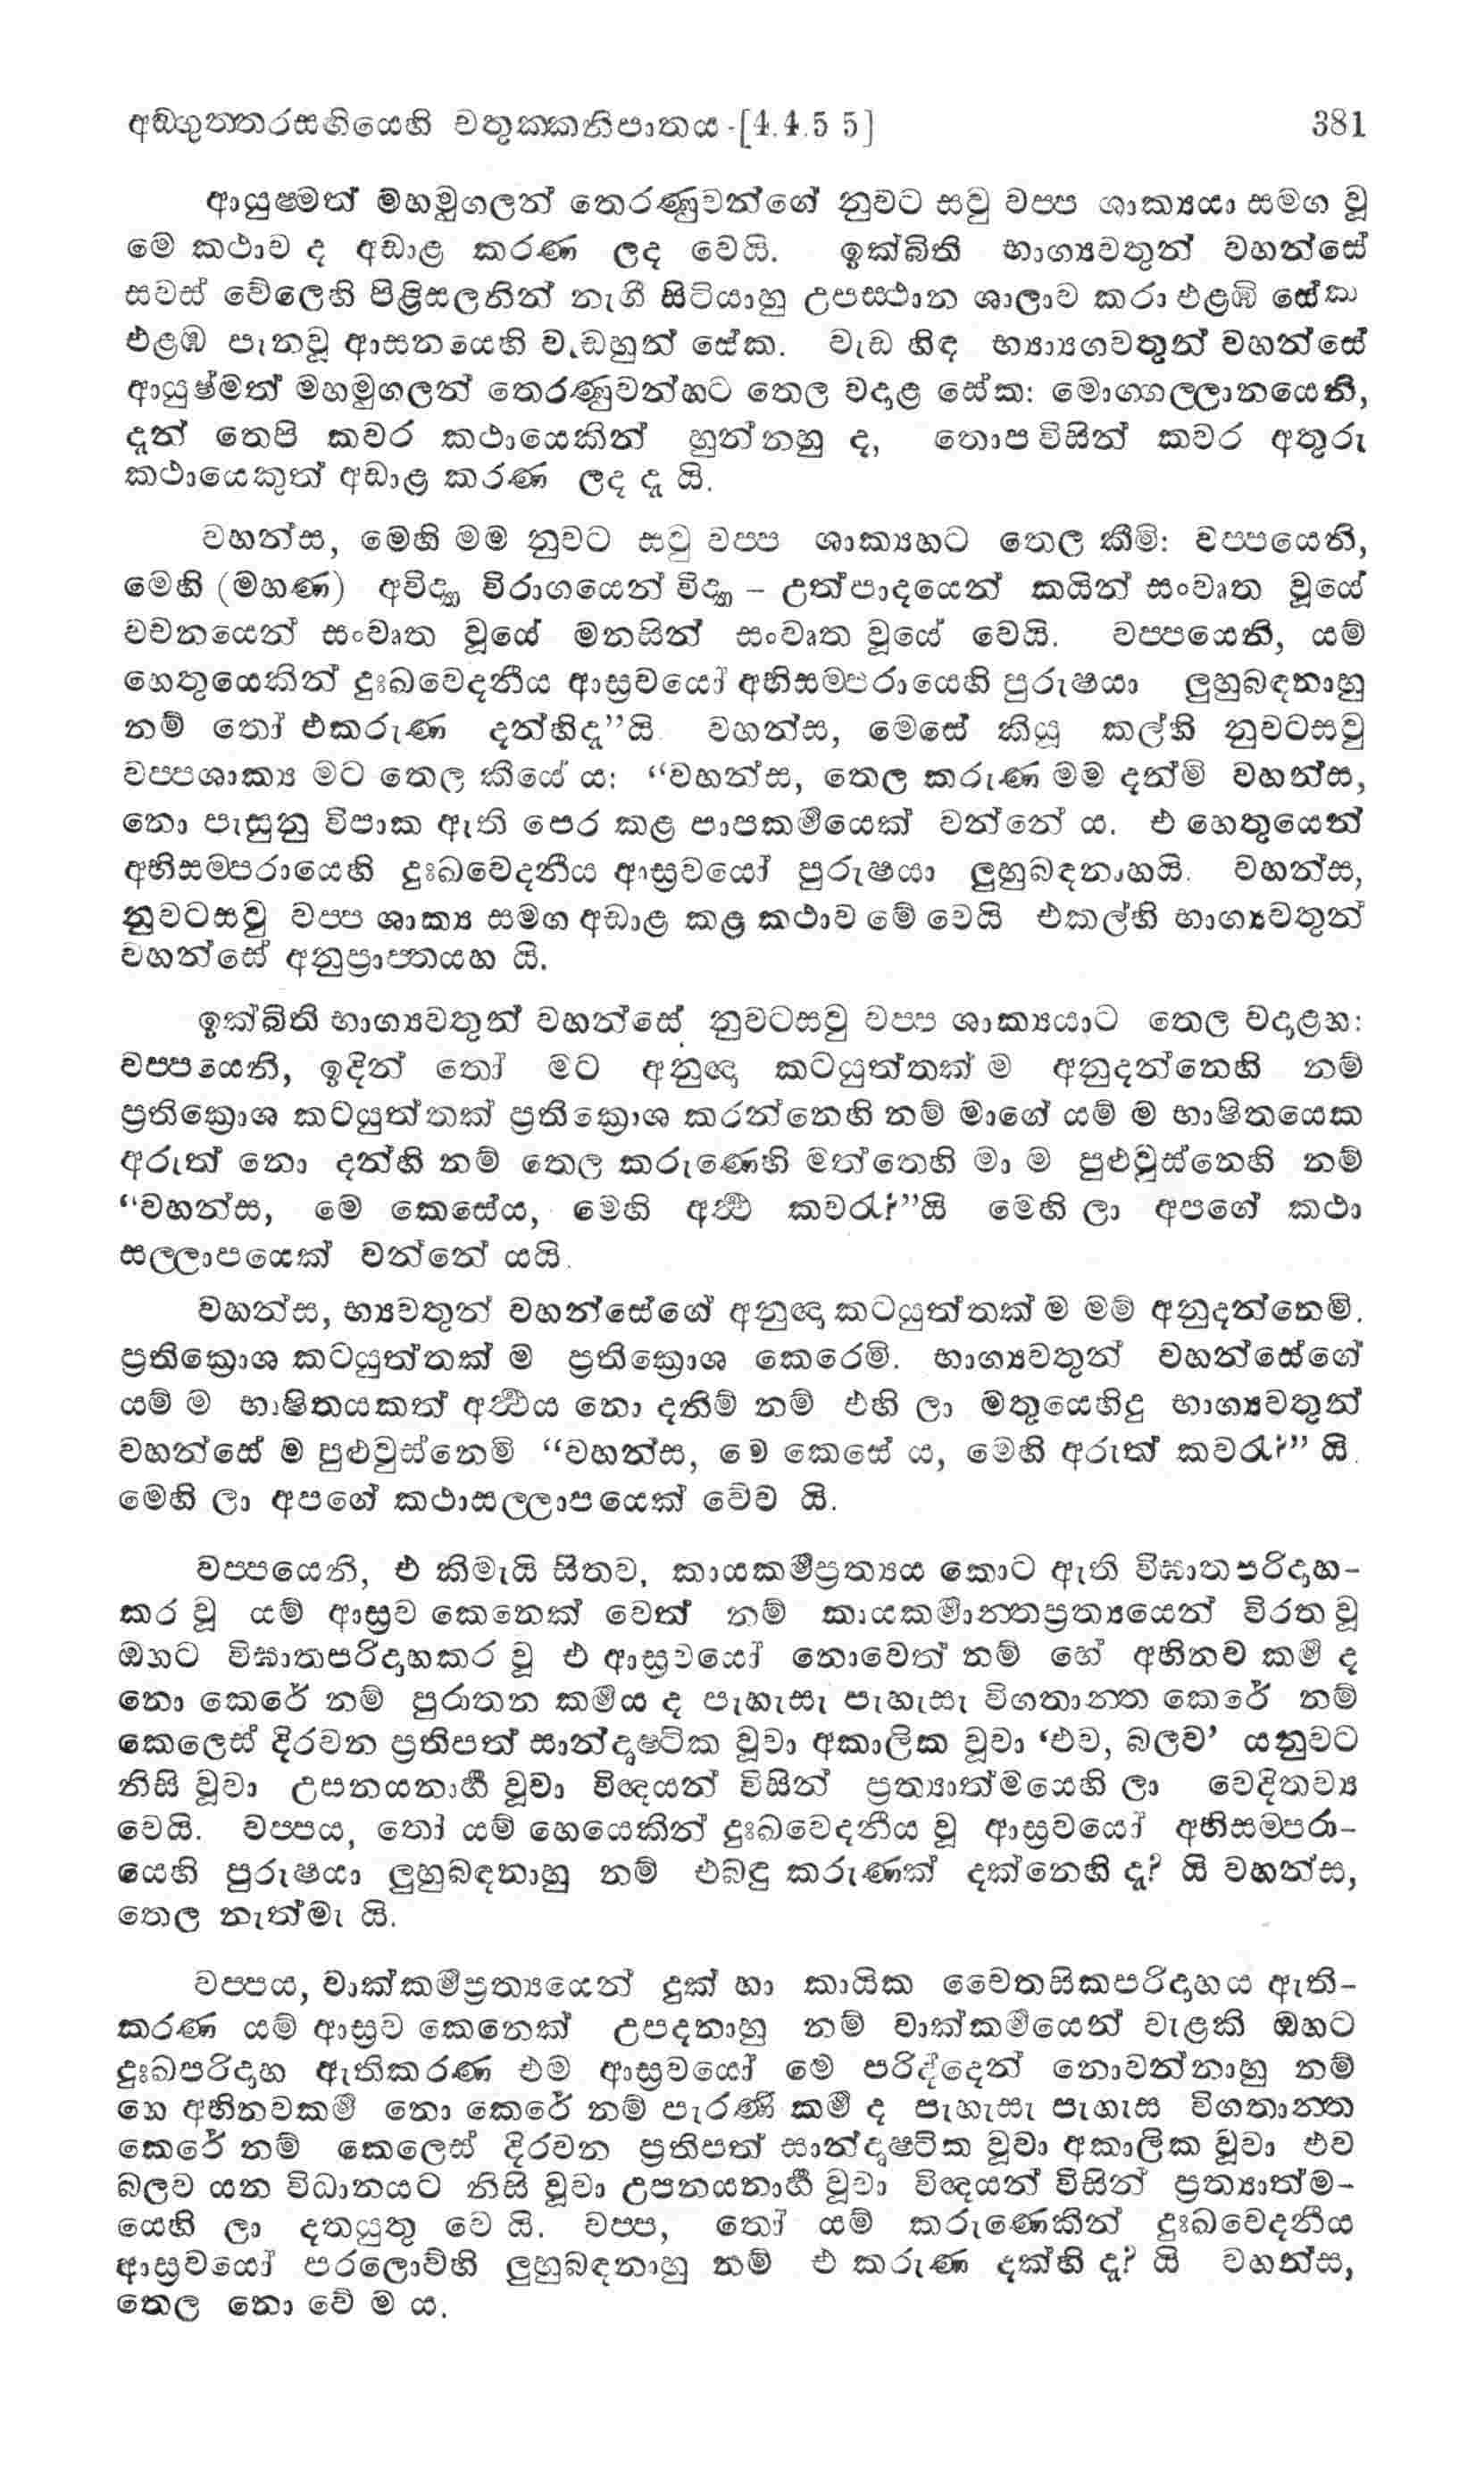 අඞ්ගුත්තරසඟියෙහි චතුක්කනිපාතය-[4.4.5 5] 381
ආයුෂ්මත් මහමුගලන් තෙරණුවන්ගේ නුවට සවු වප්ප ශාක්‍යයා සමග වූ
මේ කථාව ද අඩාළ කරණ ලද වෙයි. ඉක්බිති භාග්‍යවතුන් වහන්සේ
සවස් වේලෙහි පිළිසලනින් නැගී සිටියාහු උපස්ථාන ශාලාව කරා එළඹි සේක
එළඹ පැනවූ ආසනයෙහි වැඩහුන් සේක. වැඩ හිඳ භ්‍යාග්‍යවතුන් වහන්සේ
ආයුෂ්මත් මහමුගලන් තෙරණුවන්හට තෙල වදාළ සේක: මොග්ගල්ලානයෙනි,
දැන් තෙපි කවර කථායෙකින් හුන්නහු ද, තොප විසින් කවර අතුරු
කථායෙකුත් අඩාළ කරණ ලද දැ යි.
වහන්ස, මෙහි මම නුවට සවු වප්ප ශාක්‍යහට තෙල කීමි: වප්පයෙනි,
මෙහි (මහණ) අවිද්‍යා විරාගයෙන් විද්‍යා - උත්පාදයෙන් කයින් සංවෘත වූයේ
වචනයෙන් සංවෘත වූයේ මනසින් සංවෘත වූයේ වෙයි. වප්පයෙනි, යම්
හෙතුයෙකින් දුඃඛවෙදනීය ආස්‍රවයෝ අභිසම්පරායෙහි පුරුෂයා ලුහුබඳනාහු
නම් තෝ එකරුණ දන්හිදැ”යි. වහන්ස, මෙසේ කියූ කල්හි නුවටසවු
වප්පශාක්‍ය මට තෙල කීයේ ය: “වහන්ස, තෙල කරුණ මම දන්මි වහන්ස,
නො පැසුනු විපාක ඇති පෙර කළ පාපකර්මයෙක් වන්නේ ය. එ හෙතුයෙන්
අභිසම්පරායෙහි දුඃඛවෙදනීය ආස්‍රවයෝ පුරුෂයා ලුහුබඳනාහයි. වහන්ස,
නුවටසවු වප්ප ශාක්‍ය සමග අඩාළ කළ කථාව මේ වෙයි එකල්හි භාග්‍යවතුන්
වහන්සේ අනුප්‍රාප්තයහ යි.
ඉක්බිති භාග්‍යවතුන් වහන්සේ නුවටසවු වප්ප ශාක්‍යයාට තෙල වදාළහ:
වප්පයෙනි, ඉදින් තෝ මට අනුඥා කටයුත්තක් ම අනුදන්නෙහි නම්
ප්‍රතික්‍රොශ කටයුත්තක් ප්‍රතික්‍රොශ කරන්නෙහි නම් මාගේ යම් ම භාෂිතයෙක
අරුත් නො දන්හි නම් තෙල කරුණෙහි මත්තෙහි මා ම පුළුවුස්නෙහි නම්
“වහන්ස, මෙ කෙසේය, මෙහි අර්ථ කවරැ?”යි මෙහි ලා අපගේ කථා
සල්ලාපයෙක් වන්නේ යයි.
වහන්ස, භ්‍යවතුන් වහන්සේගේ අනුඥා කටයුත්තක් ම මම් අනුදන්නෙමි.
ප්‍රතික්‍රොශ කටයුත්තක් ම ප්‍රතික්‍රොශ කෙරෙමි. භාග්‍යවතුන් වහන්සේගේ
යම් ම භාෂිතයකත් අර්ථය නො දනිම් නම් එහි ලා මතුයෙහිදු භාග්‍යවතුන්
වහන්සේ ම පුළුවුස්නෙමි “වහන්ස, මෙ කෙසේ ය, මෙහි අරුත් කවරැ?” යි.
මෙහි ලා අපගේ කථාසල්ලාපයෙක් වේව යි.
වප්පයෙනි, එ කිමැයි සිතව, කායකර්මප්‍රත්‍යය කොට ඇති විඝාතපරිදාහ-
කර වූ යම් ආස්‍රව කෙනෙක් වෙත් නම් කායකර්මාන්තප්‍රත්‍යයෙන් විරත වූ
ඔහට විඝාතපරිදාහකර වූ එ ආස්‍රවයෝ නොවෙත් නම් හේ අභිනව කර්ම ද
නො කෙරේ නම් පුරාතන කර්මය ද පැහැසැ පැහැසැ විගතාන්ත කෙරේ නම්
කෙලෙස් දිරවන ප්‍රතිපත් සාන්දෘෂ්ටික වූවා අකාලික වූවා ‘එව, බලව’ යනුවට
නිසි වූවා උපනයනාර්හ වූවා විඥයන් විසින් ප්‍රත්‍යාත්මයෙහි ලා වෙදිතව්‍ය
වෙයි. වප්පය, තෝ යම් හෙයෙකින් දුඃඛවෙදනීය වූ ආස්‍රවයෝ අභිසම්පරා-
යෙහි පුරුෂයා ලුහුබඳනාහු නම් එබඳු කරුණක් දක්නෙහි දැ? යි වහන්ස,
තෙල නැත්මැ යි.
වප්පය, වාක්කර්මප්‍රත්‍යයෙන් දුක් හා කායික චෛතසිකපරිදාහය ඇති-
කරණ යම් ආස්‍රව කෙනෙක් උපදනාහු නම් වාක්කර්මයෙන් වැළකි ඔහට
දුඃඛපරිදාහ ඇතිකරණ එම ආස්‍රවයෝ මෙ පරිද්දෙන් නොවන්නාහු නම්
හෙ අභිනවකර්ම නො කෙරේ නම් පැරණි කර්ම ද පැහැසැ පැහැස විගතාන්ත
කෙරේ නම් කෙලෙස් දිරවන ප්‍රතිපත් සාන්දෘෂ්ටික වූවා අකාලික වූවා එව
බලව යන විධානයට නිසි වූවා උපනයනාර්හ වූවා විඥයන් විසින් ප්‍රත්‍යාත්ම-
යෙහි ලා දතයුතු වෙ යි. වප්ප, තෝ යම් කරුණෙකින් දුඃඛවෙදනීය
ආස්‍රවයෝ පරලොව්හි ලුහුබඳනාහු නම් එ කරුණ දක්හි දැ? යි වහන්ස,
තෙල නො වේ ම ය.